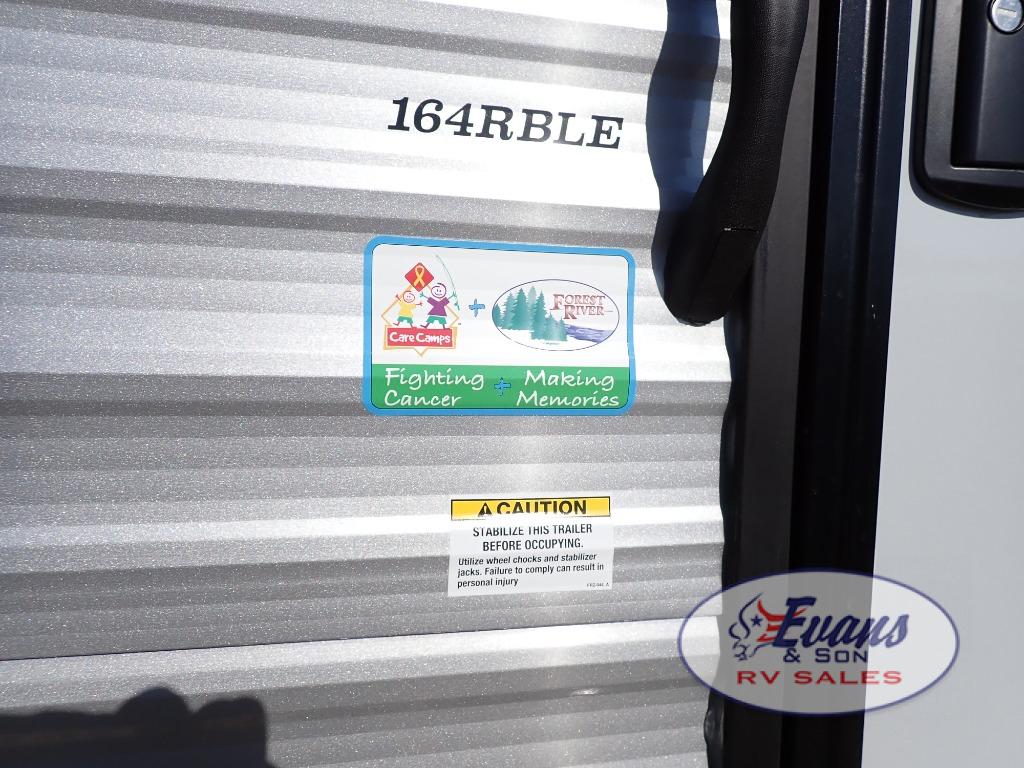 164RBLE
Care Camps
+
FOREST
RIVER
Fighting + Making
Cancer Memories
CAUTION
STABILIZE THIS TRAILER
BEFORE OCCUPYING.
Utilize wheel chocks and stabilizer
jacks. Failure to comply can result in
personal injury
Evans
& SON
RV SALES